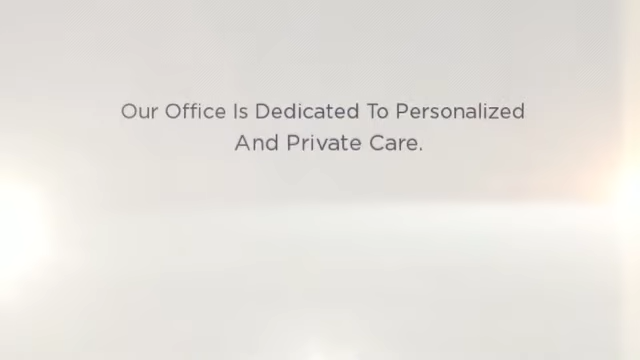 Our Office Is Dedicated To Personalized
And Private Care.